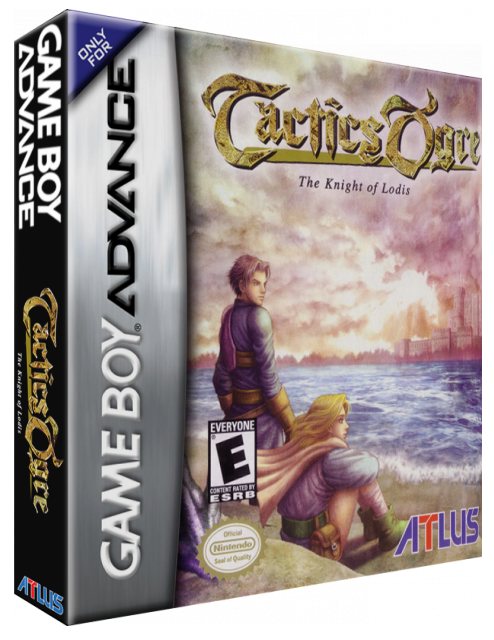 GAME BOY
ADVANCE
Tactics Ogre
The Knight of Lodis
ATLUS
ONLY
FOR
GAME BOY ADVANCE
Tactics Ogre
The Knight of Lodis
EVERYONE
E
CONTENT RATED BY
ESRB
Official
Nintendo
Seal of Quality
ATLUS